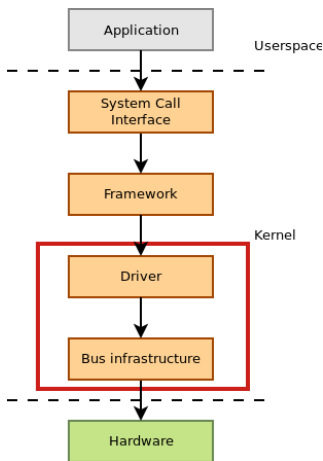 Application
Userspace
System Call
Interface
Framework
Kernel
Driver
Bus infrastructure
Hardware